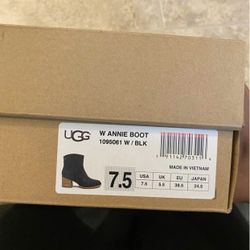 UGG
W ANNIE BOOT
1095061 W / BLK
MADE IN VIETNAM
7.5
USA UK EU JAPAN
7.5 5.5 38.5 24.5